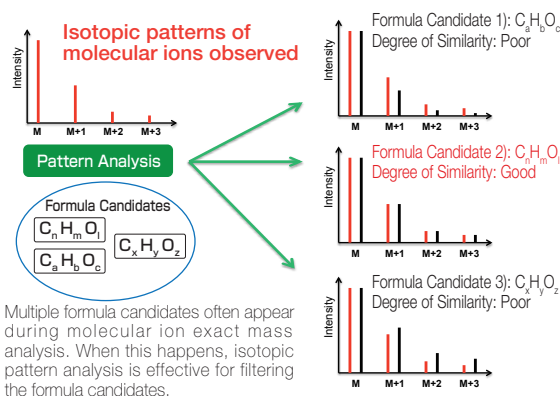 Isotopic patterns of
molecular ions observed
Intensity
M M+1 M+2 M+3
Pattern Analysis
Formula Candidates
CnHmOl
CaHbOc
CxHyOz
Multiple formula candidates often appear
during molecular ion exact mass
analysis. When this happens, isotopic
pattern analysis is effective for filtering
the formula candidates.
Formula Candidate 1): CaHbOc
Degree of Similarity: Poor
Intensity
M M+1 M+2 M+3
Formula Candidate 2): CnHmOl
Degree of Similarity: Good
Intensity
M M+1 M+2 M+3
Formula Candidate 3): CxHyOz
Degree of Similarity: Poor
Intensity
M M+1 M+2 M+3